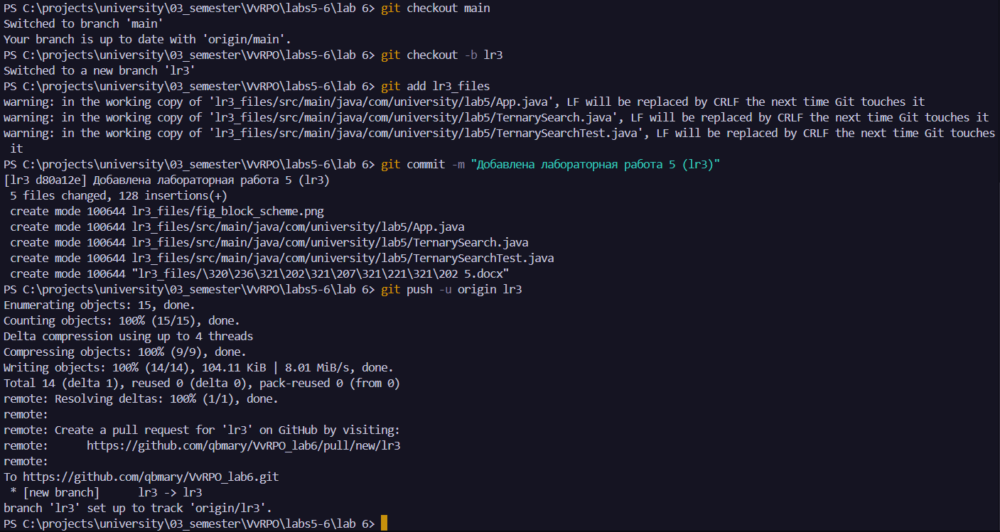 PS C:\projects\university\03_semester\VvRPO\labs5-6\lab 6> git checkout main
Switched to branch 'main'
Your branch is up to date with 'origin/main'.
PS C:\projects\university\03_semester\VvRPO\labs5-6\lab 6> git checkout -b lr3
Switched to a new branch 'lr3'
PS C:\projects\university\03_semester\VvRPO\labs5-6\lab 6> git add lr3_files
warning: in the working copy of 'lr3_files/src/main/java/com/university/lab5/App.java', LF will be replaced by CRLF the next time Git touches it
warning: in the working copy of 'lr3_files/src/main/java/com/university/lab5/TernarySearch.java', LF will be replaced by CRLF the next time Git touches it
warning: in the working copy of 'lr3_files/src/main/java/com/university/lab5/TernarySearchTest.java', LF will be replaced by CRLF the next time Git touches
 it
PS C:\projects\university\03_semester\VvRPO\labs5-6\lab 6> git commit -m "Добавлена лабораторная работа 5 (lr3)"
[lr3 d80a12e] Добавлена лабораторная работа 5 (lr3)
 5 files changed, 128 insertions(+)
 create mode 100644 lr3_files/fig_block_scheme.png
 create mode 100644 lr3_files/src/main/java/com/university/lab5/App.java
 create mode 100644 lr3_files/src/main/java/com/university/lab5/TernarySearch.java
 create mode 100644 lr3_files/src/main/java/com/university/lab5/TernarySearchTest.java
 create mode 100644 "lr3_files/\320\236\321\202\321\207\321\221\321\202 5.docx"
PS C:\projects\university\03_semester\VvRPO\labs5-6\lab 6> git push -u origin lr3
Enumerating objects: 15, done.
Counting objects: 100% (15/15), done.
Delta compression using up to 4 threads
Compressing objects: 100% (9/9), done.
Writing objects: 100% (14/14), 104.11 KiB | 8.01 MiB/s, done.
Total 14 (delta 1), reused 0 (delta 0), pack-reused 0 (from 0)
remote: Resolving deltas: 100% (1/1), done.
remote:
remote: Create a pull request for 'lr3' on GitHub by visiting:
remote:      https://github.com/qbmary/VvRPO_lab6/pull/new/lr3
remote:
To https://github.com/qbmary/VvRPO_lab6.git
 * [new branch]      lr3 -> lr3
branch 'lr3' set up to track 'origin/lr3'.
PS C:\projects\university\03_semester\VvRPO\labs5-6\lab 6>